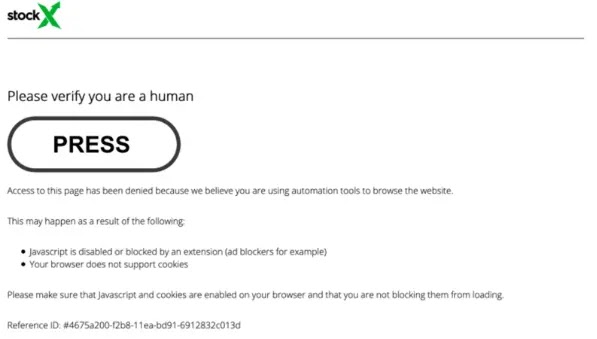 stockX
Please verify you are a human
PRESS
Access to this page has been denied because we believe you are using automation tools to browse the website.
This may happen as a result of the following:
Javascript is disabled or blocked by an extension (ad blockers for example)
Your browser does not support cookies
Please make sure that Javascript and cookies are enabled on your browser and that you are not blocking them from loading.
Reference ID: #4675a200-f2b8-11ea-bd91-6912832c013d